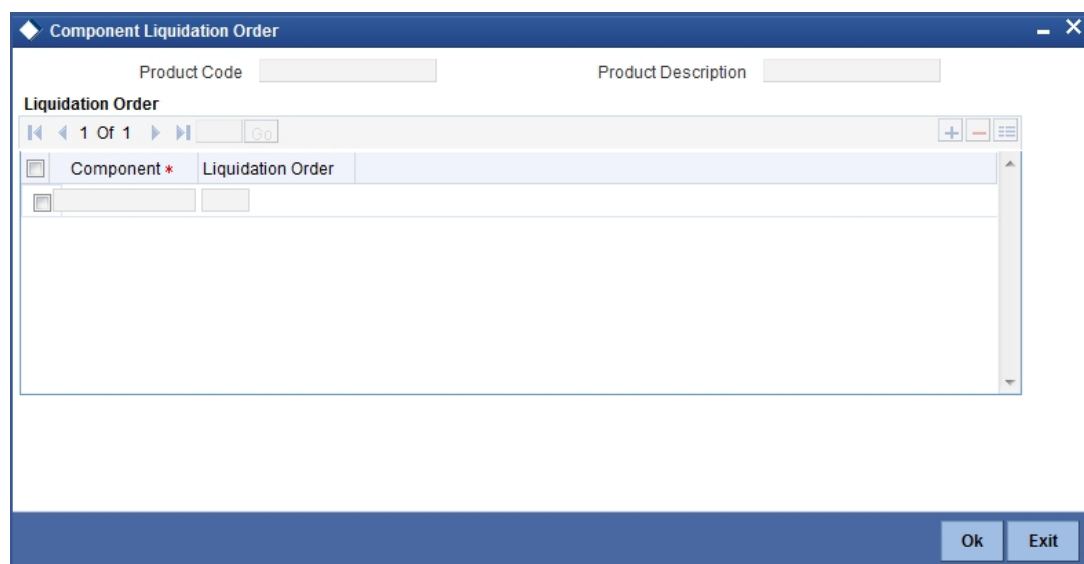 Component Liquidation Order
Product Code Product Description
Liquidation Order
1 Of 1 Go
Component * Liquidation Order
Ok Exit